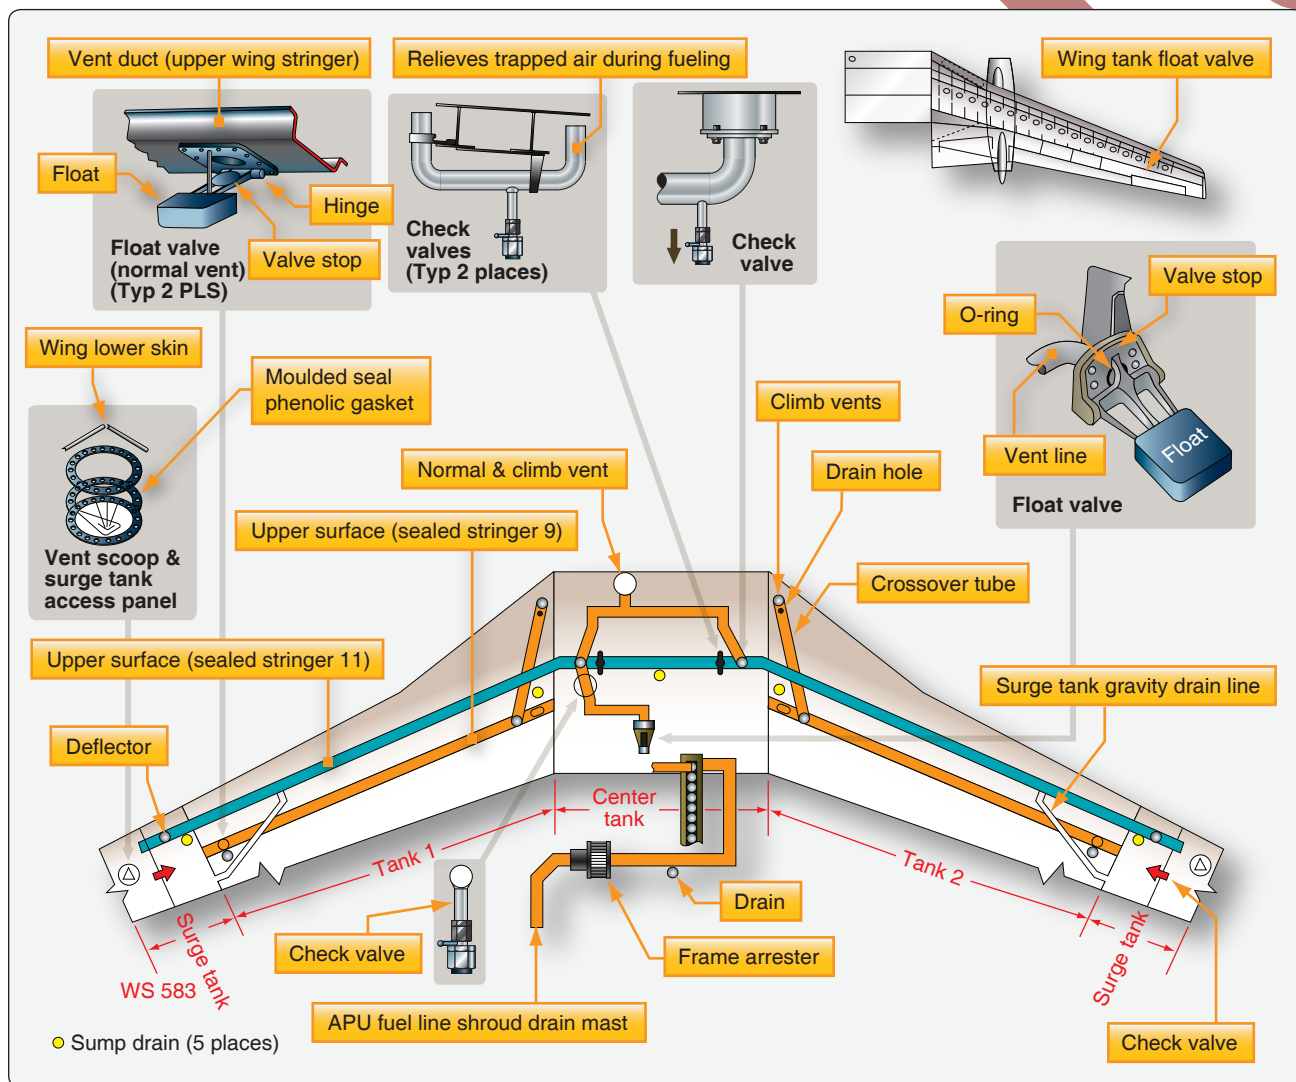 Vent duct (upper wing stringer)
Relieves trapped air during fueling
Wing tank float valve
Float
Hinge
Valve stop
Float valve
(normal vent)
(Typ 2 PLS)
Check
valves
(Typ 2 places)
Check
valve
Valve stop
O-ring
Vent line
Float
Float valve
Wing lower skin
Moulded seal
phenolic gasket
Vent scoop &
surge tank
access panel
Climb vents
Normal & climb vent
Drain hole
Upper surface (sealed stringer 9)
Crossover tube
Upper surface (sealed stringer 11)
Surge tank gravity drain line
Deflector
Center
tank
Tank 1
Tank 2
Surge tank
Surge tank
WS 583
Drain
Check valve
Frame arrester
APU fuel line shroud drain mast
Check valve
Sump drain (5 places)